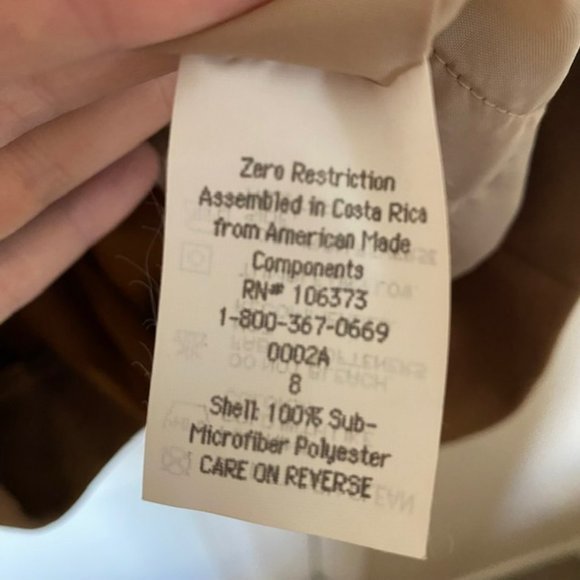 Zero Restriction
Assembled in Costa Rica
from American Made
Components
RN# 106373
1-800-367-0669
0002A
8
Shell: 100% Sub-
Microfiber Polyester
CARE ON REVERSE